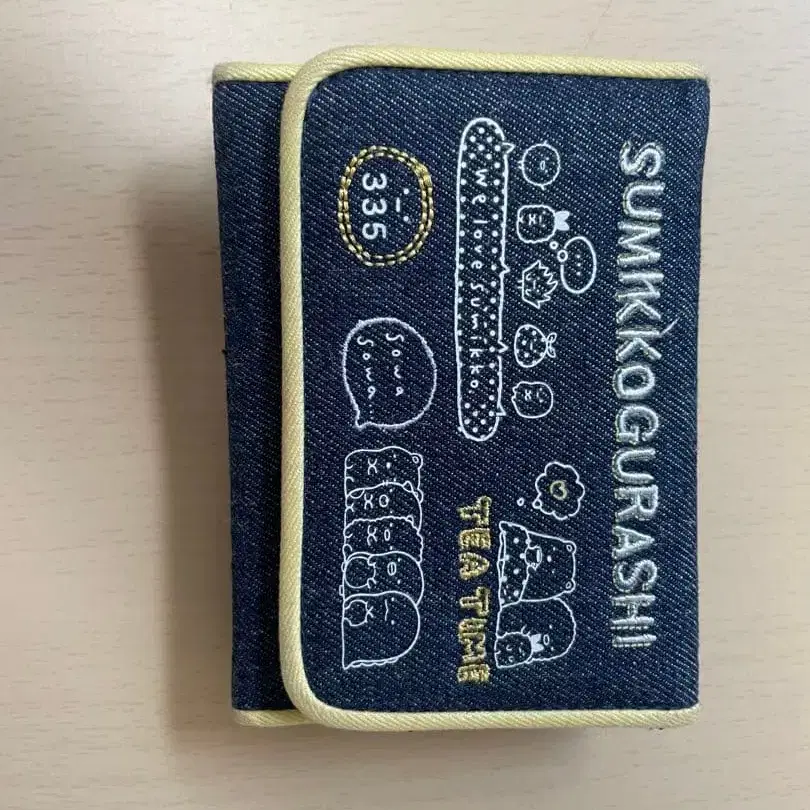 SUMIKKOGURASHI
We love Sumikko
335
Sowa
Sowa...
TEA TIME